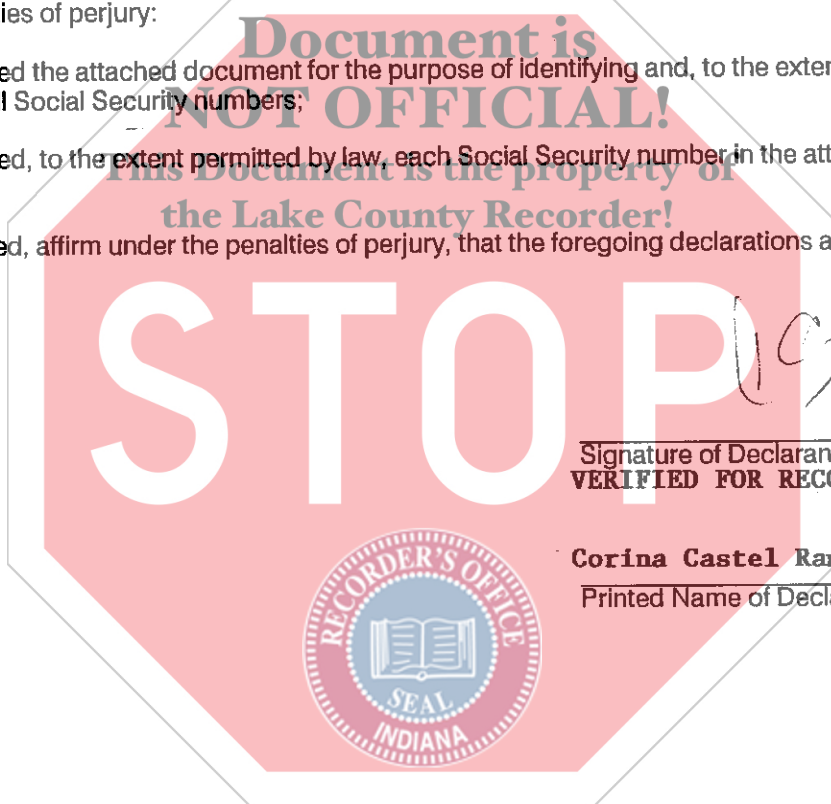 ies of perjury:
Document is
ed the attached document for the purpose of identifying and, to the exten
l Social Security numbers;
NOT OFFICIAL!
ed, to the extent permitted by law, each Social Security number in the att
This Document is the property of
the Lake County Recorder!
ed, affirm under the penalties of perjury, that the foregoing declarations a
STOP
Signature of Declaran
VERIFIED FOR RECO
Corina Castel Ra
Printed Name of Decla
RECORDER'S OFFICE
SEAL
INDIANA